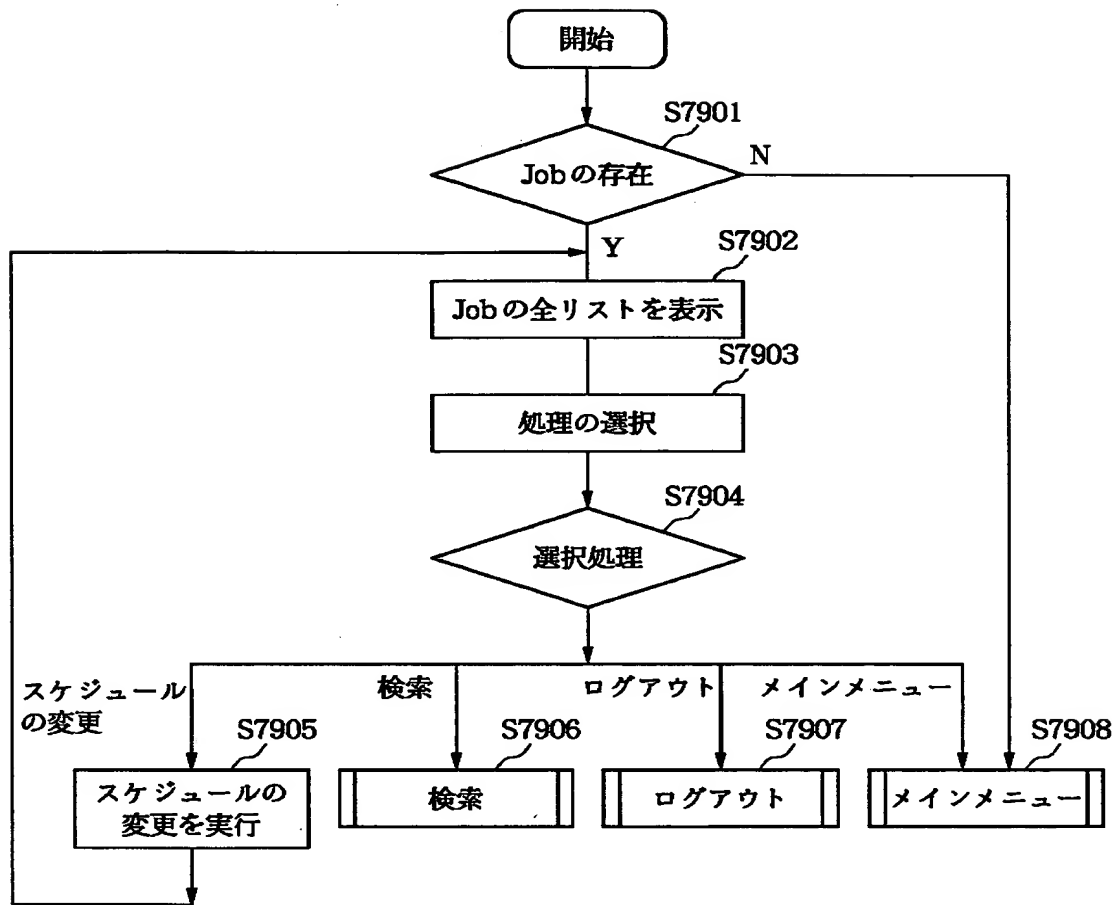 開始
S7901
Jobの存在
N
Y
S7902
Jobの全リストを表示
S7903
処理の選択
S7904
選択処理
スケジュール
の変更
検索
ログアウト
メインメニュー
S7905
S7906
S7907
S7908
スケジュールの
変更を実行
検索
ログアウト
メインメニュー